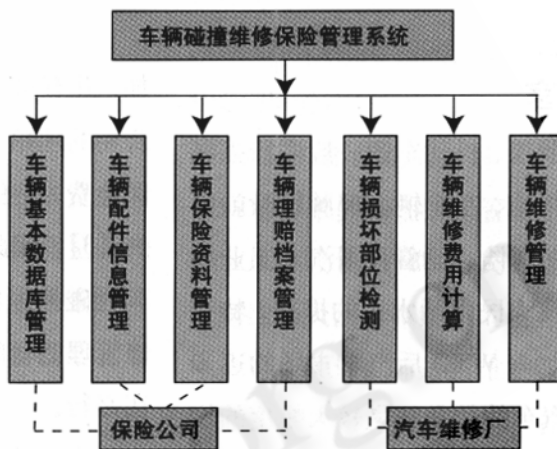 车辆碰撞维修保险管理系统
车辆基本数据库管理
车辆配件信息管理
车辆保险资料管理
车辆理赔档案管理
车辆损坏部位检测
车辆维修费用计算
车辆维修管理
保险公司
汽车维修厂